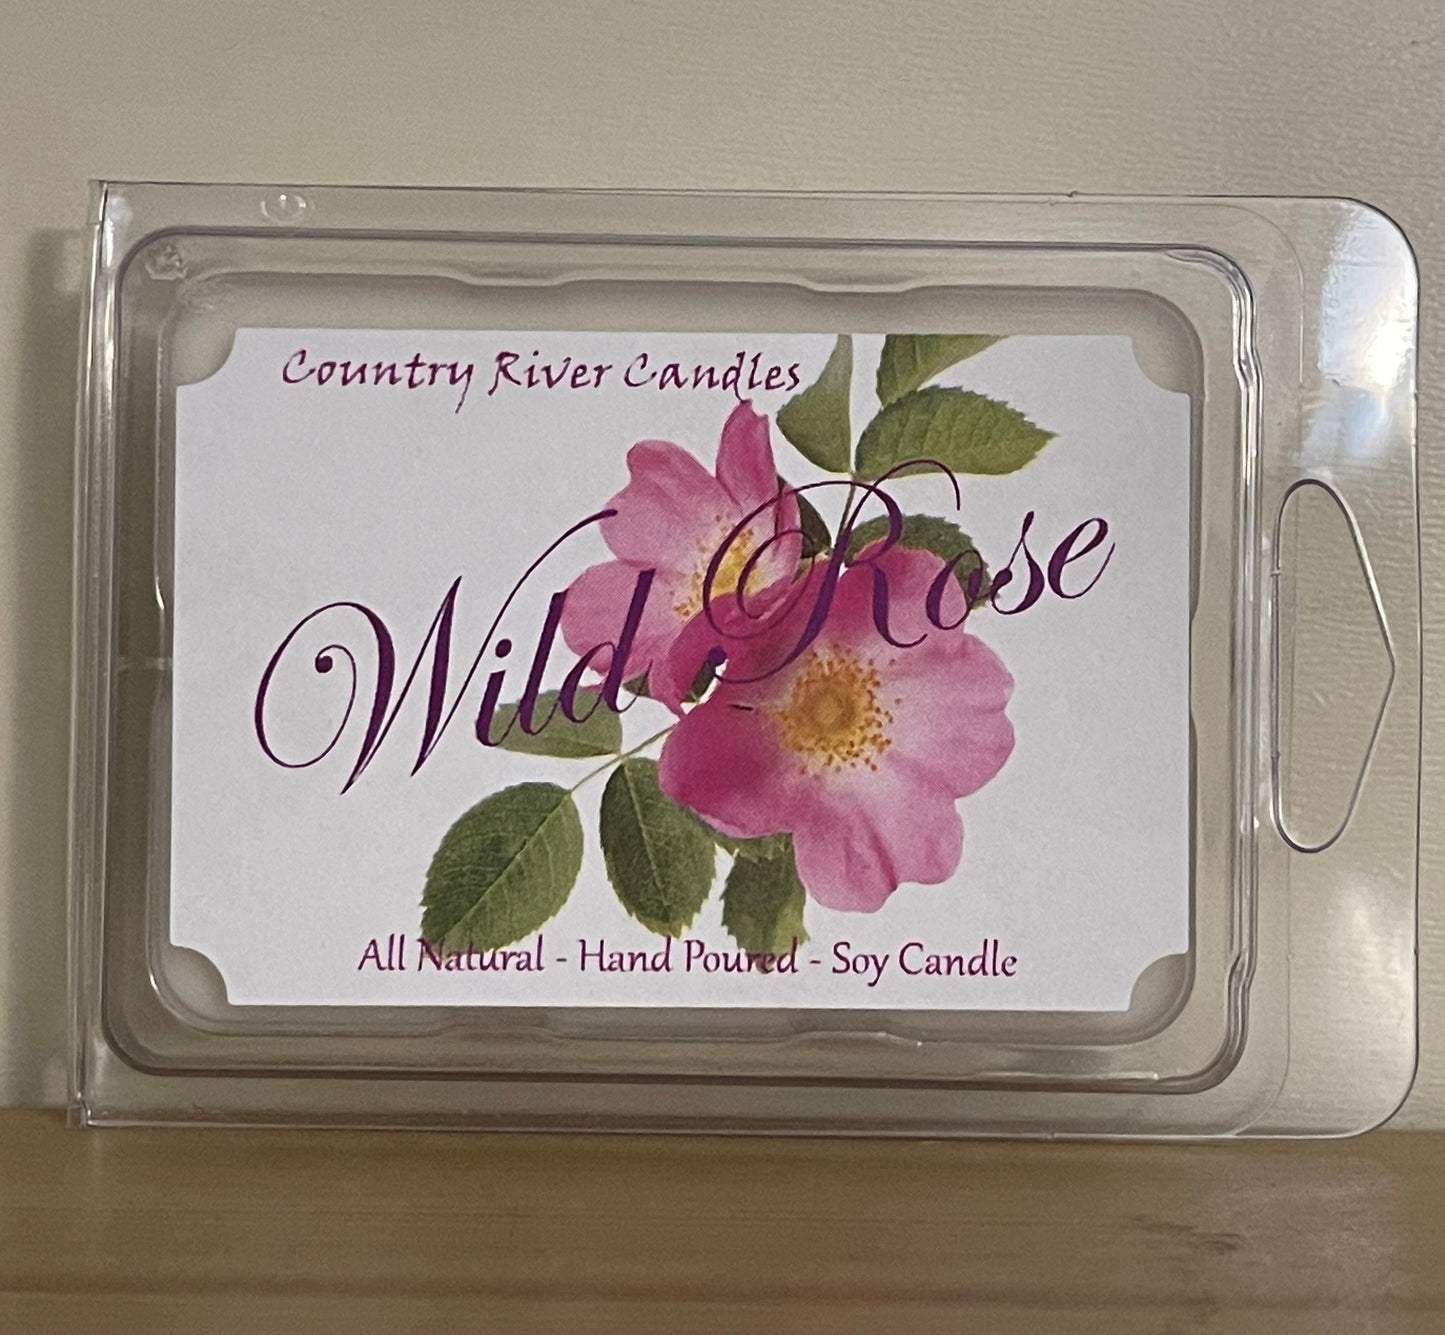 Country River Candles
Wild Rose
All Natural - Hand Poured - Soy Candle